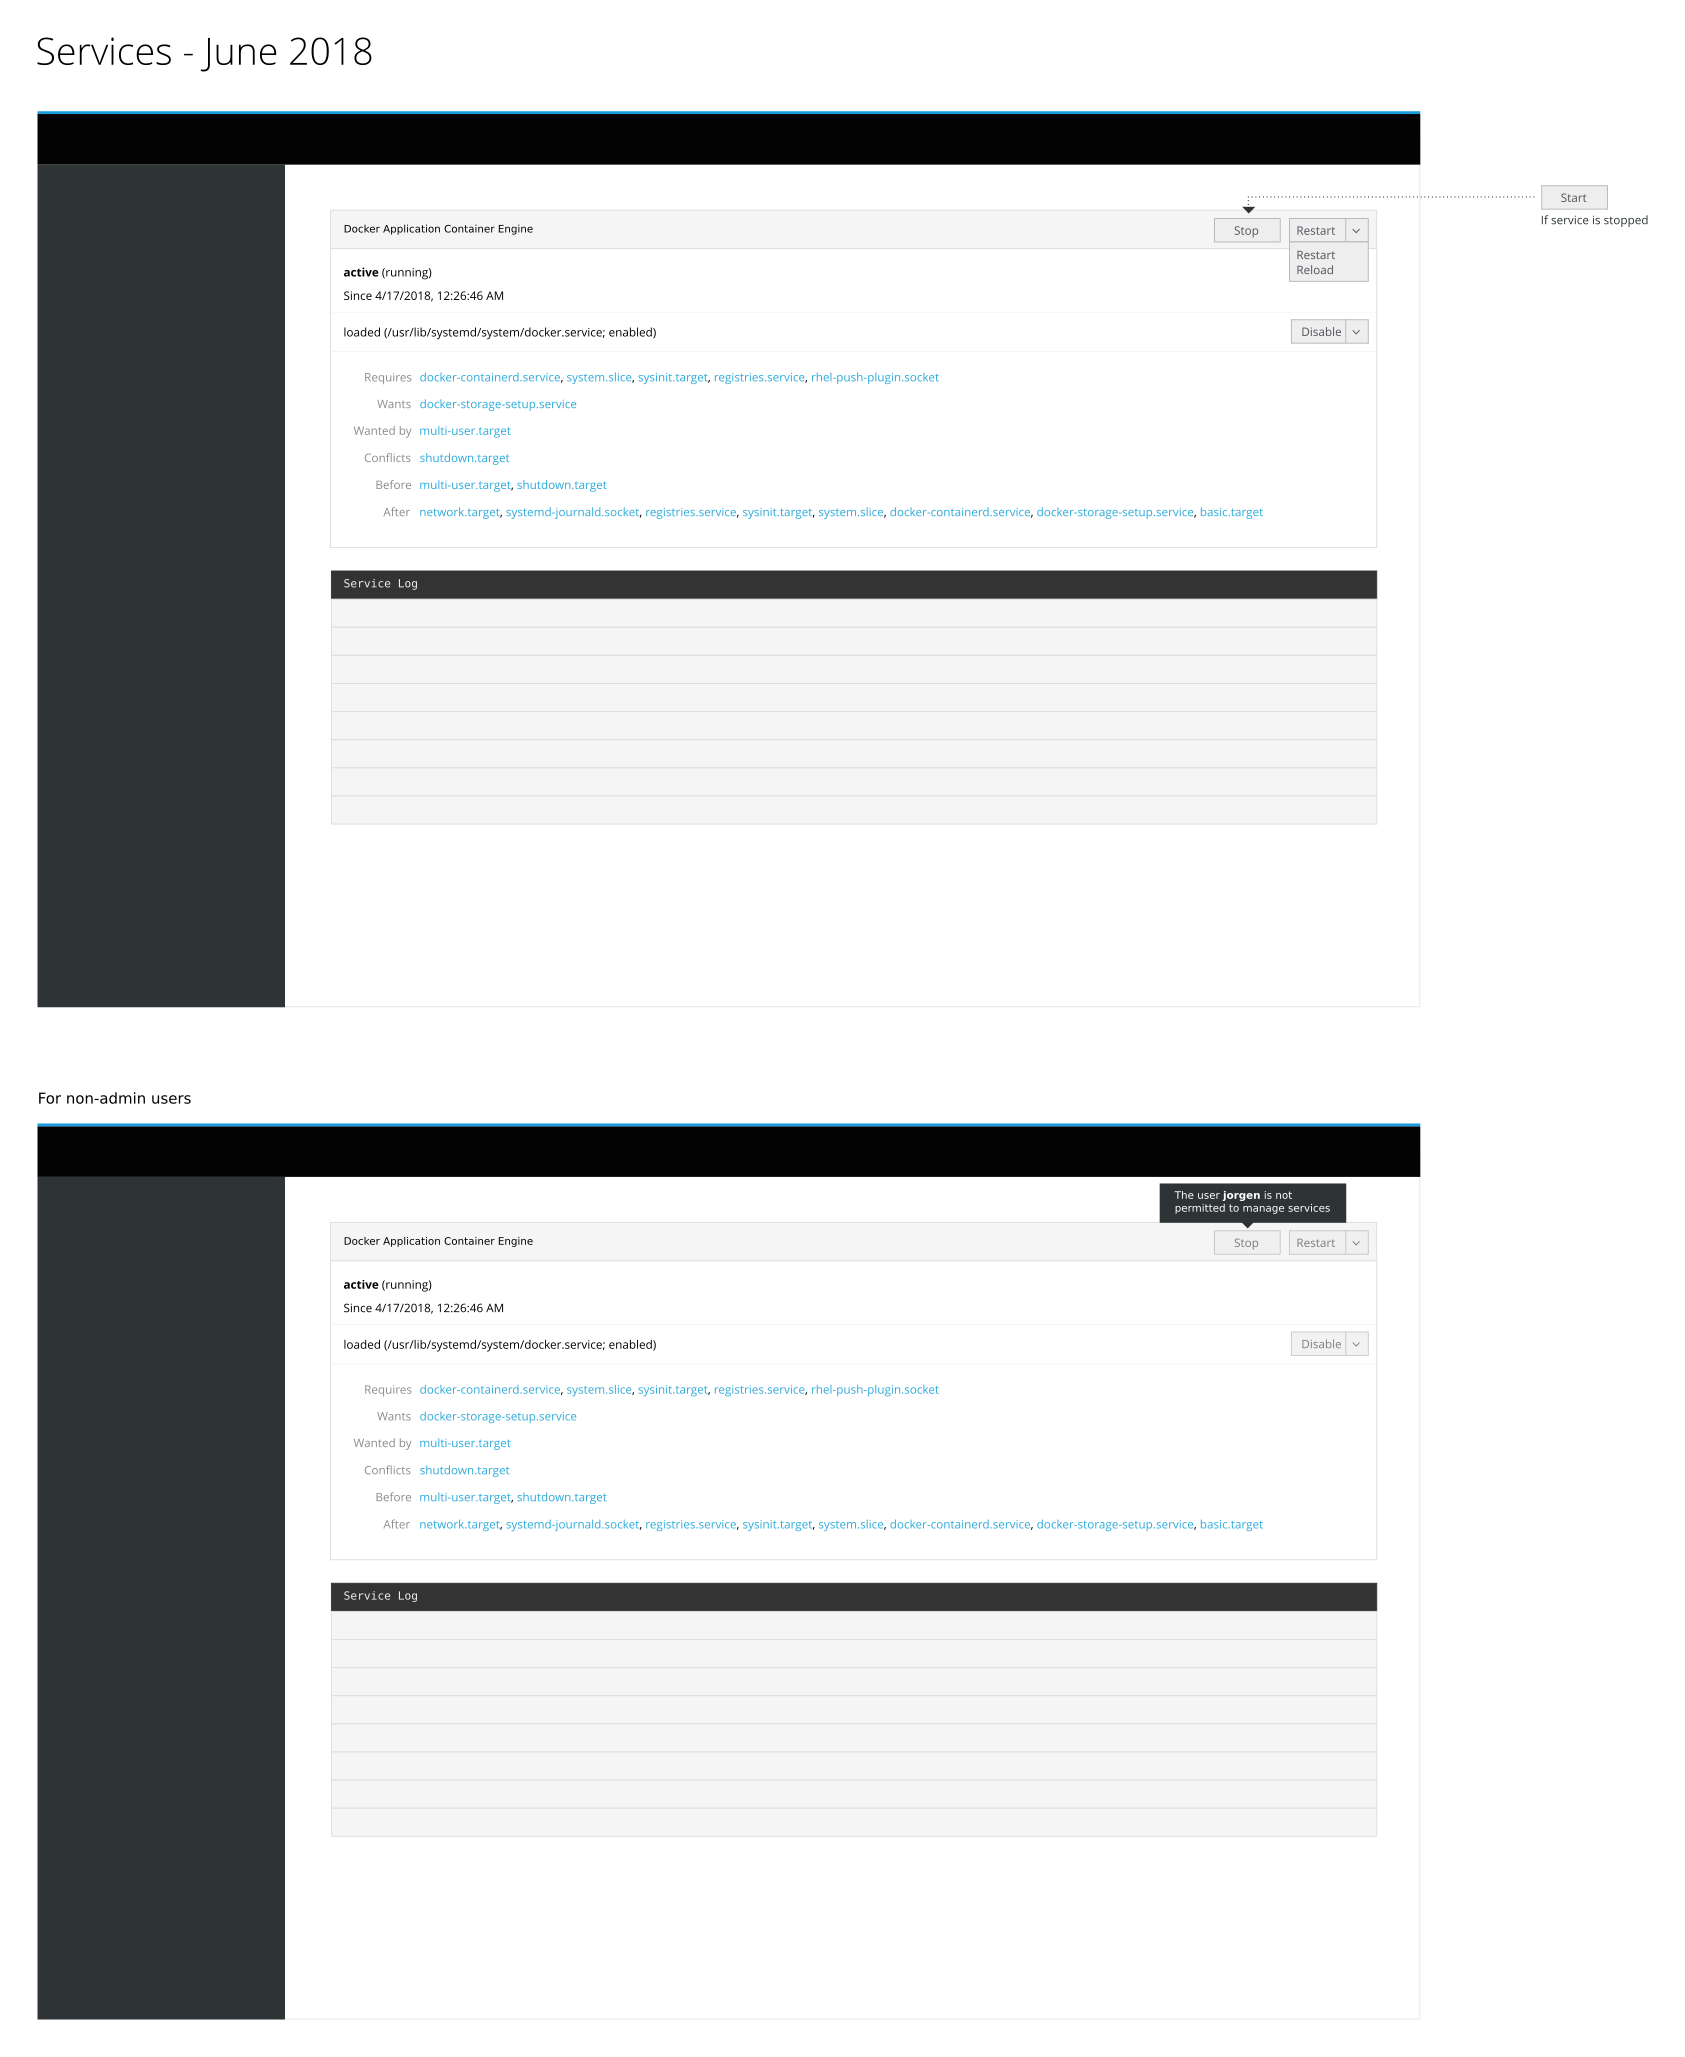 Services - June 2018
Start
If service is stopped
Docker Application Container Engine
Stop
Restart
Restart
Reload
active (running)
Since 4/17/2018, 12:26:46 AM
loaded (/usr/lib/systemd/system/docker.service; enabled)
Disable
Requires docker-containerd.service, system.slice, sysinit.target, registries.service, rhel-push-plugin.socket
Wants docker-storage-setup.service
Wanted by multi-user.target
Conflicts shutdown.target
Before multi-user.target, shutdown.target
After network.target, systemd-journald.socket, registries.service, sysinit.target, system.slice, docker-containerd.service, docker-storage-setup.service, basic.target
Service Log
For non-admin users
The user jorgen is not
permitted to manage services
Docker Application Container Engine
Stop
Restart
active (running)
Since 4/17/2018, 12:26:46 AM
loaded (/usr/lib/systemd/system/docker.service; enabled)
Disable
Requires docker-containerd.service, system.slice, sysinit.target, registries.service, rhel-push-plugin.socket
Wants docker-storage-setup.service
Wanted by multi-user.target
Conflicts shutdown.target
Before multi-user.target, shutdown.target
After network.target, systemd-journald.socket, registries.service, sysinit.target, system.slice, docker-containerd.service, docker-storage-setup.service, basic.target
Service Log